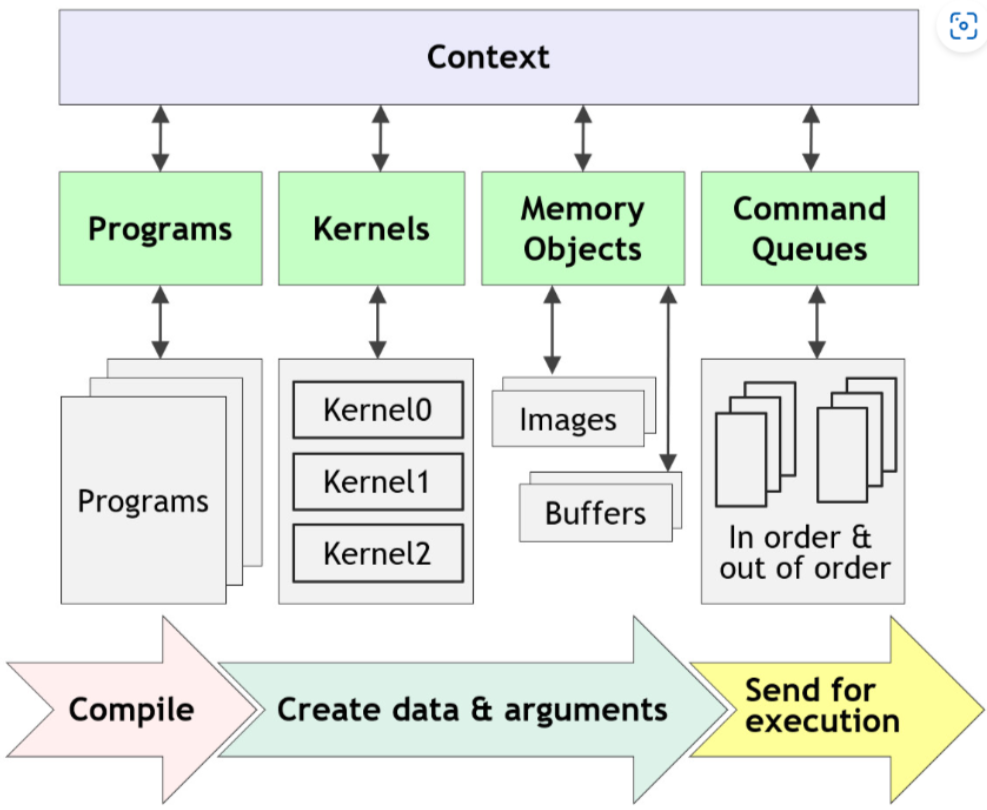 Context
Programs
Kernels
Memory
Objects
Command
Queues
Programs
Kernel0
Kernel1
Kernel2
Images
Buffers
In order &
out of order
Compile
Create data & arguments
Send for
execution